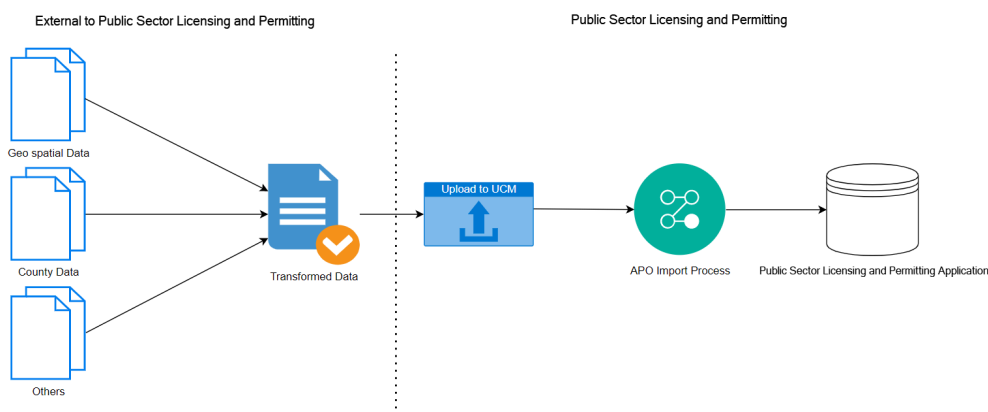 External to Public Sector Licensing and Permitting
Public Sector Licensing and Permitting
Geo spatial Data
County Data
Others
Transformed Data
Upload to UCM
APO Import Process
Public Sector Licensing and Permitting Application